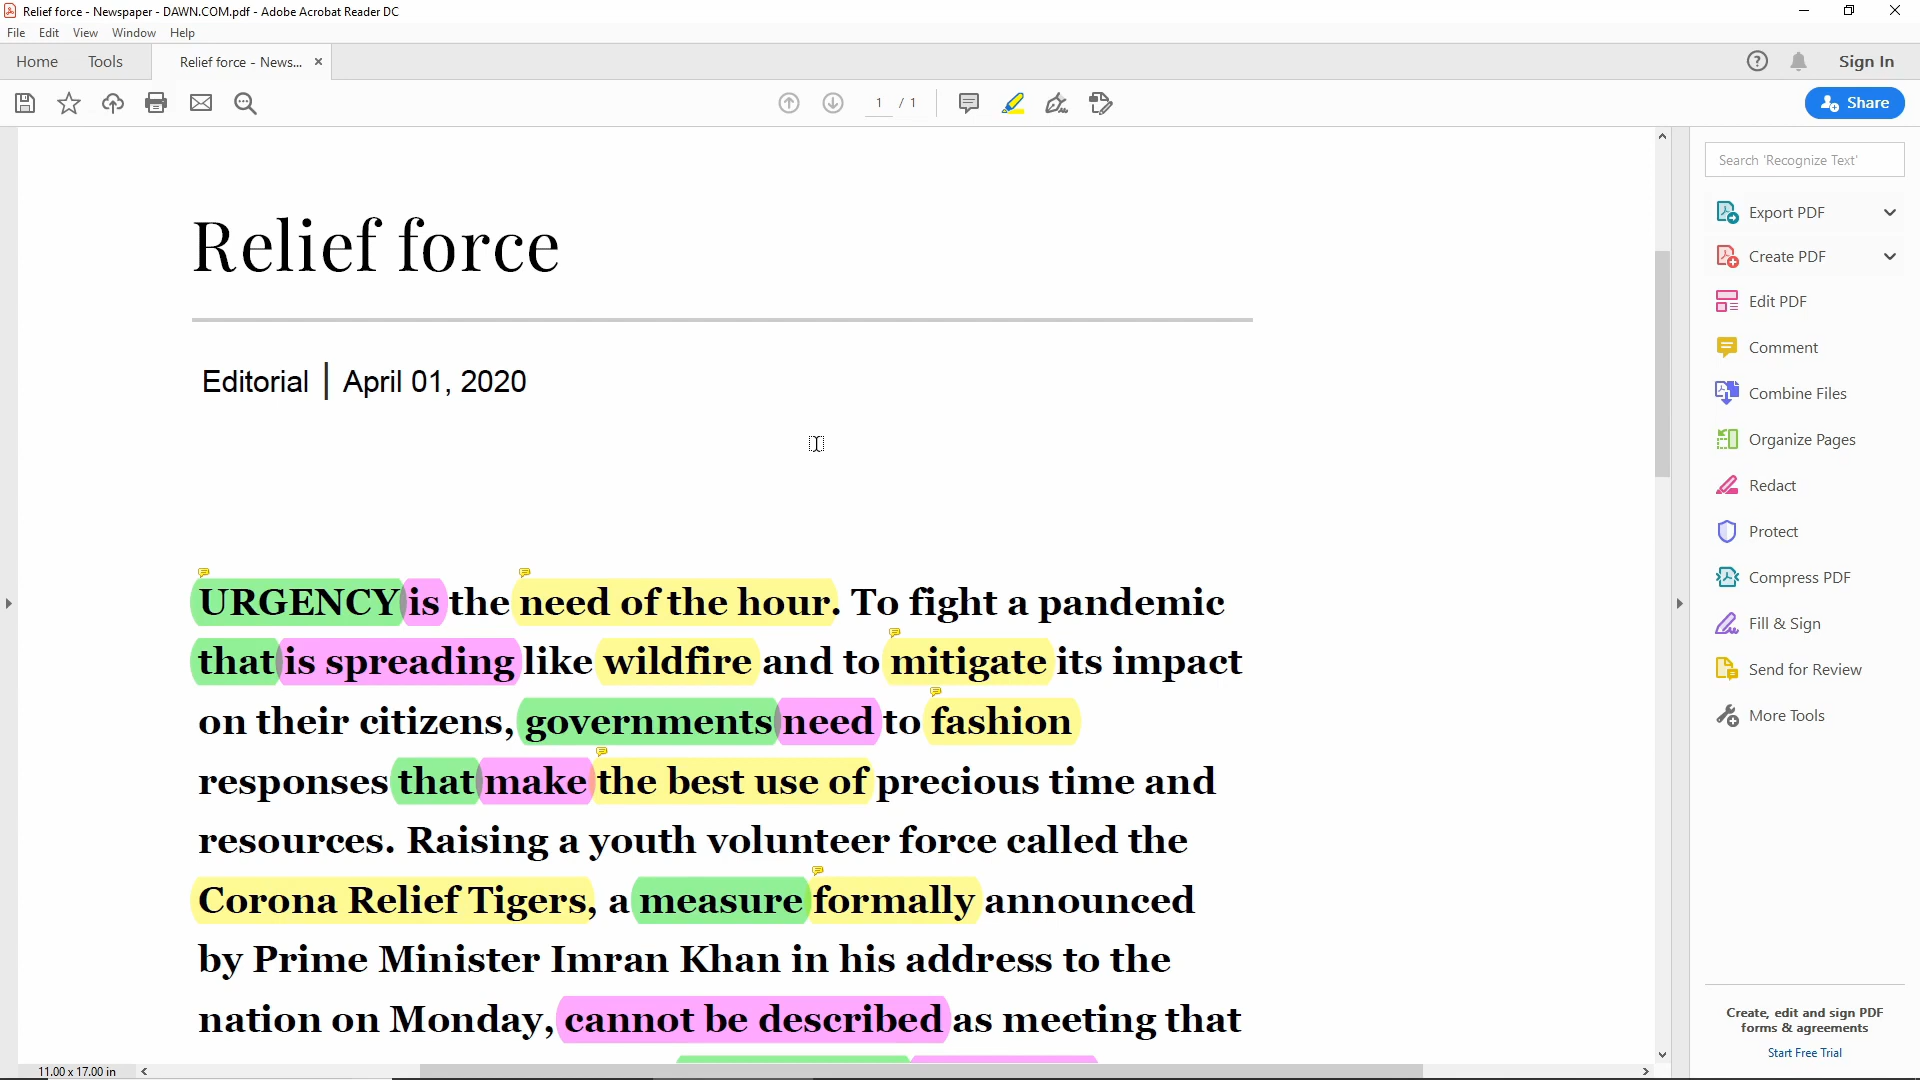 Relief force - Newspaper - DAWN.COM.pdf - Adobe Acrobat Reader DC
File Edit View Window Help
Home Tools Relief force - News... Sign In
1 / 1 Share
Search 'Recognize Text'
Export PDF
Create PDF
Edit PDF
Comment
Combine Files
Organize Pages
Redact
Protect
Compress PDF
Fill & Sign
Send for Review
More Tools
Create, edit and sign PDF
forms & agreements
Start Free Trial
Relief force
Editorial | April 01, 2020
URGENCY is the need of the hour. To fight a pandemic
that is spreading like wildfire and to mitigate its impact
on their citizens, governments need to fashion
responses that make the best use of precious time and
resources. Raising a youth volunteer force called the
Corona Relief Tigers, a measure formally announced
by Prime Minister Imran Khan in his address to the
nation on Monday, cannot be described as meeting that
11.00 x 17.00 in